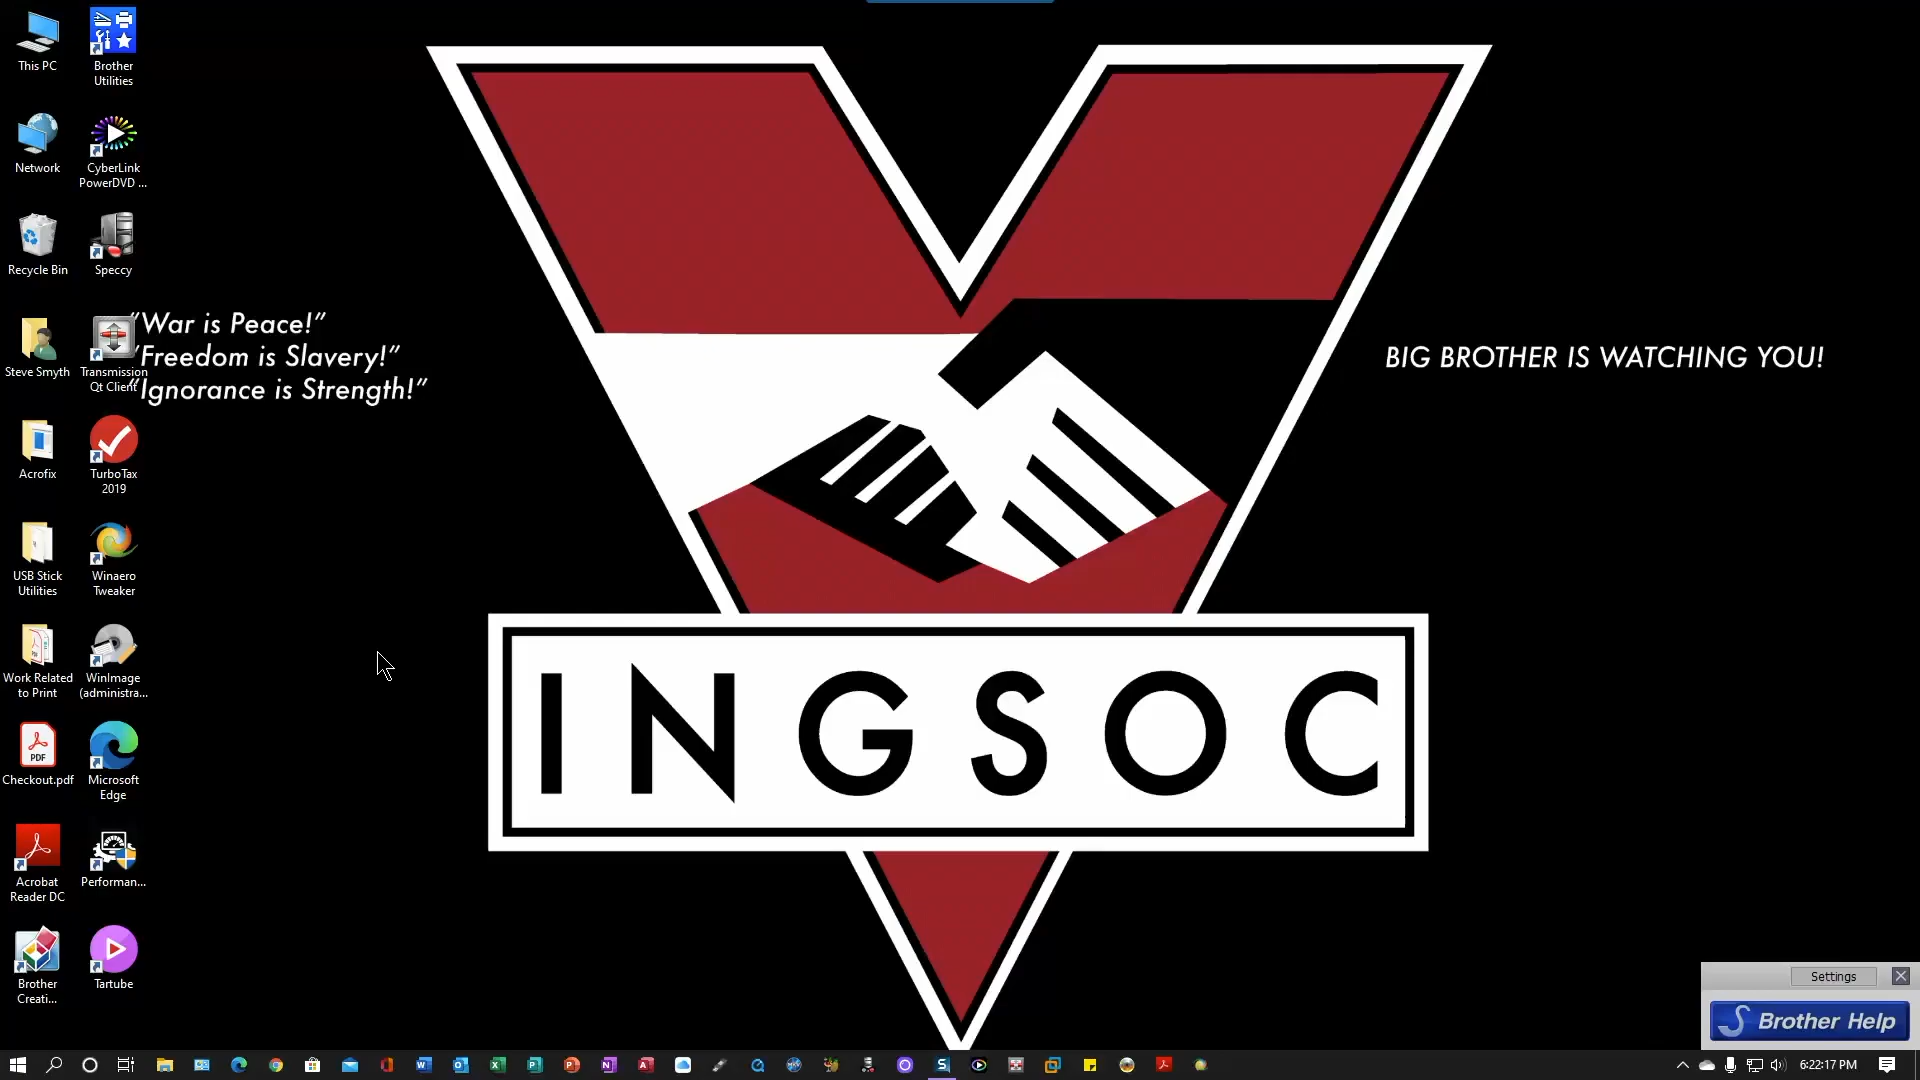 This PC
Brother
Utilities
Network
CyberLink
PowerDVD ...
Recycle Bin
Speccy
Steve Smyth
Transmission
Qt Client
"War is Peace!”
"Freedom is Slavery!”
"Ignorance is Strength!”
BIG BROTHER IS WATCHING YOU!
Acrofix
TurboTax
2019
USB Stick
Utilities
Winaero
Tweaker
Work Related
to Print
WinImage
(administra...
PDF
Checkout.pdf
Microsoft
Edge
Acrobat
Reader DC
Performan...
Brother
Creati...
Tartube
INGSOC
Settings
Brother Help
6:22:17 PM